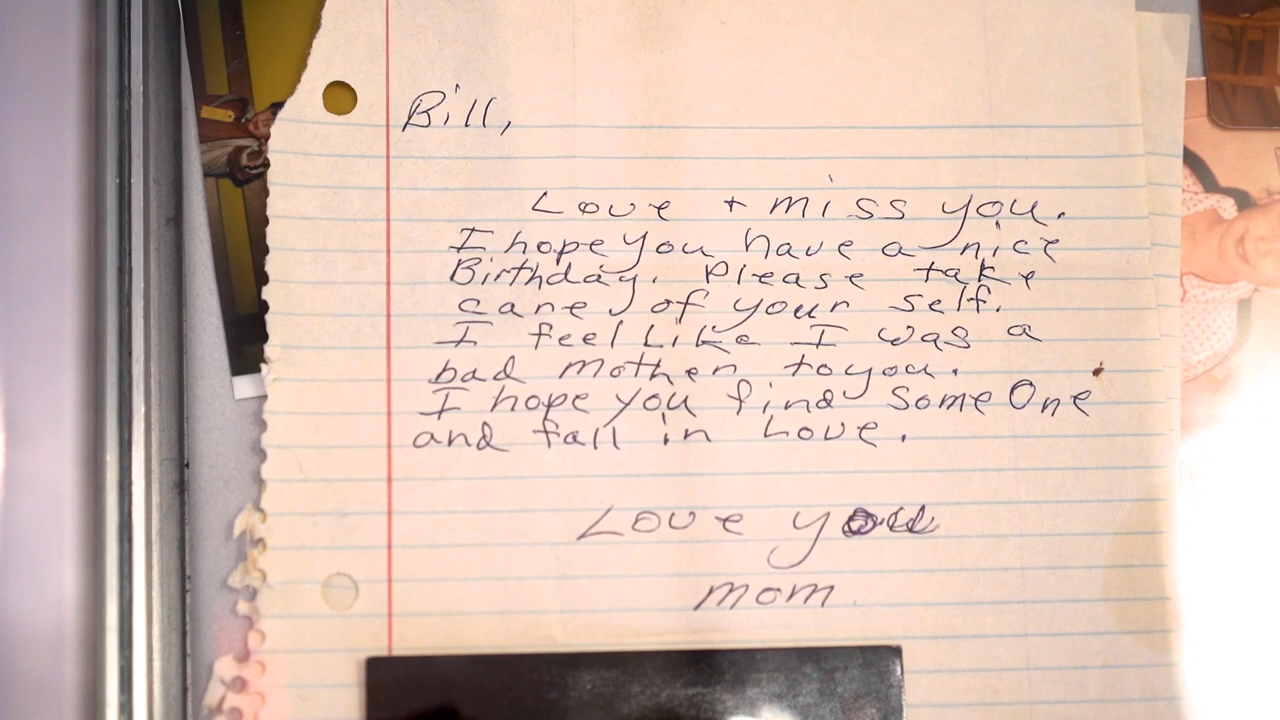 Bill,
Love + miss you.
I hope you have a nice
Birthday. Please take
care of your self.
I feel Like I was a
bad mother to you.
I hope you find Some One
and fall in Love.
Love you
mom